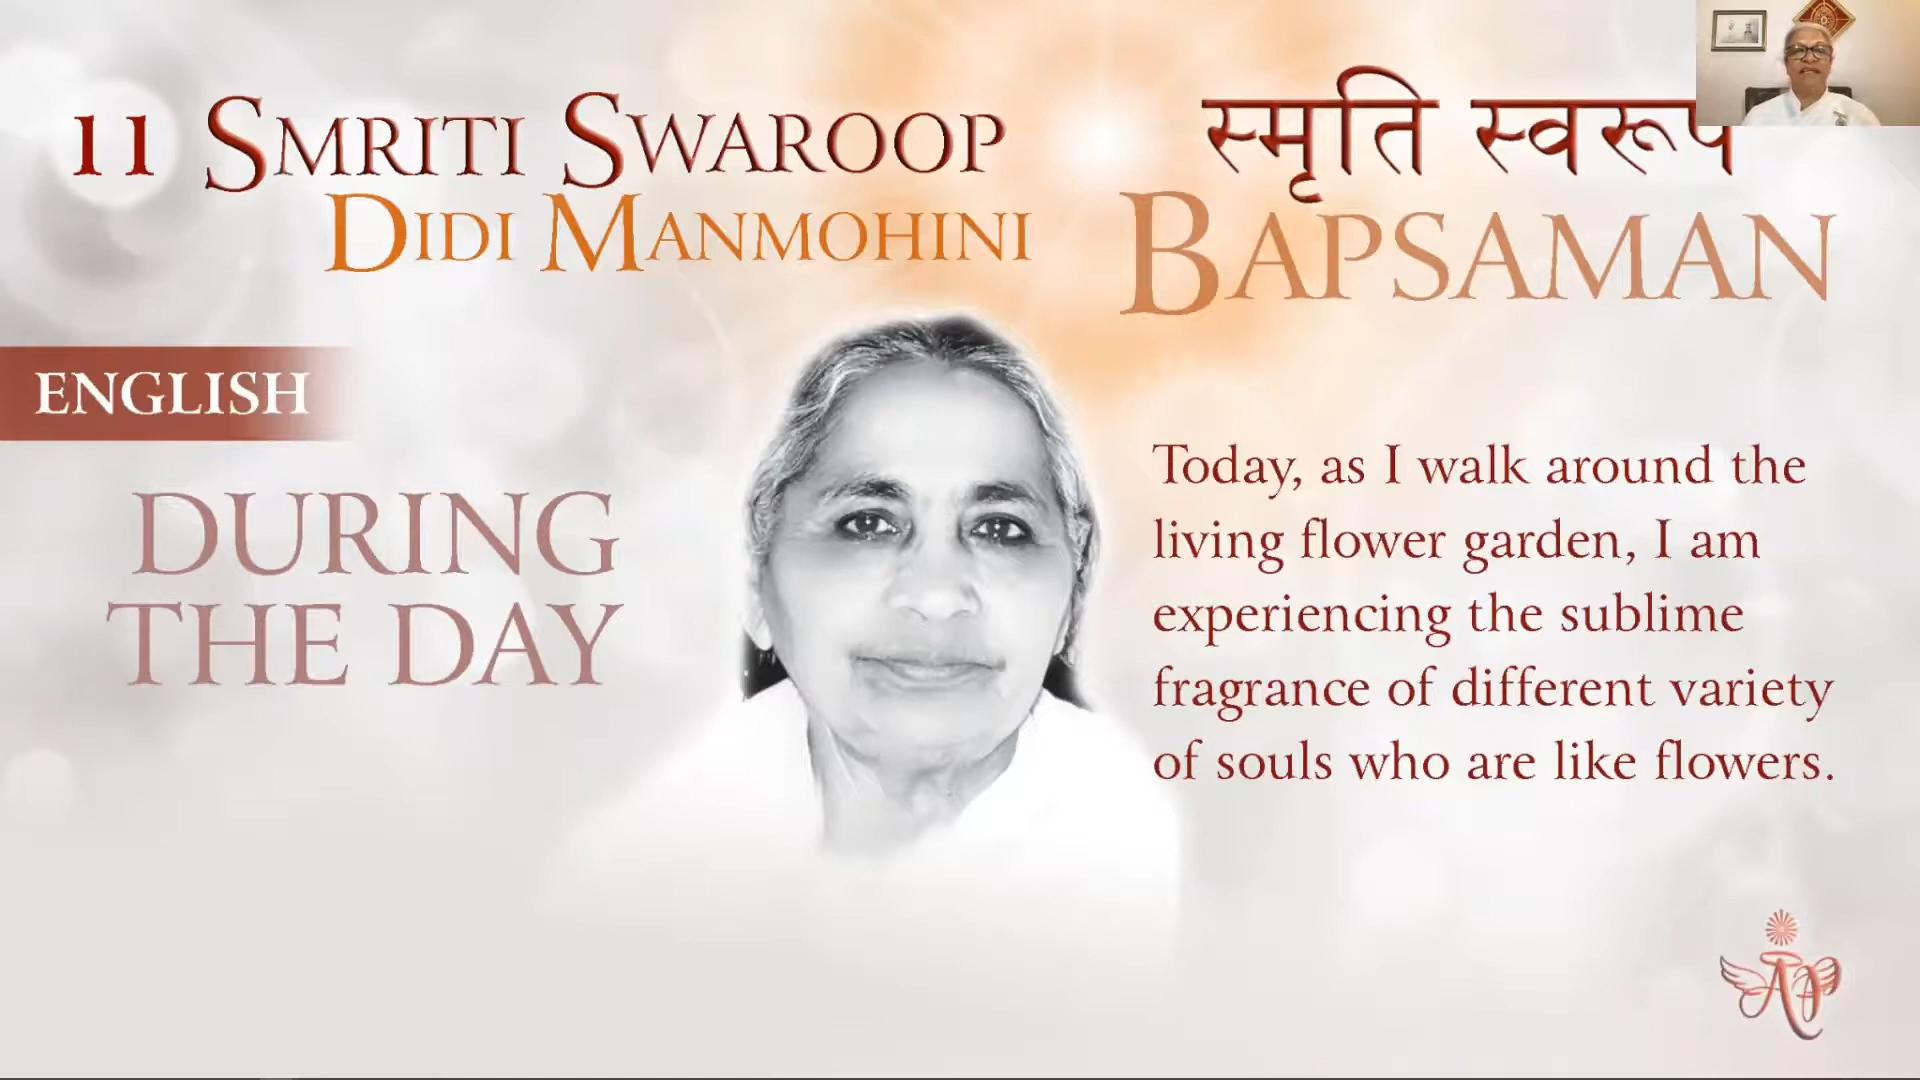 11 SMRITI SWAROOP
DIDI MANMOHINI
स्मृति स्वरूप
BAPSAMAN
ENGLISH
DURING
THE DAY
Today, as I walk around the
living flower garden, I am
experiencing the sublime
fragrance of different variety
of souls who are like flowers.